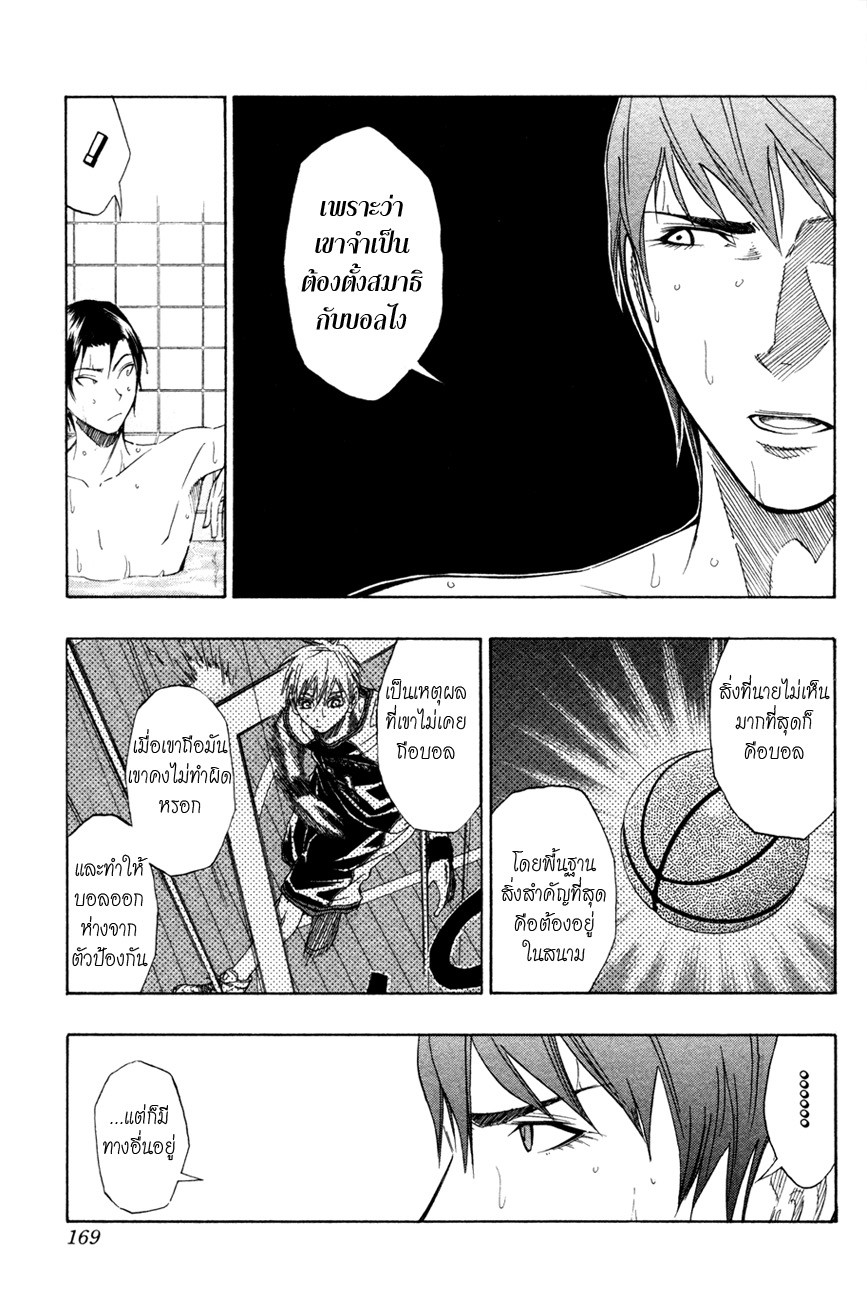 เพราะว่า
เขาจำเป็น
ต้องตั้งสมาธิ
กับบอลไง
!!
สิ่งที่นายไม่เห็น
มากที่สุดก็
คือบอล
โดยพื้นฐาน
สิ่งสำคัญที่สุด
คือต้องอยู่
ในสนาม
เป็นเหตุผล
ที่เขาไม่เคย
ถือบอล
เมื่อเขาถือมัน
เขาคงไม่ทำผิด
หรอก
และทำให้
บอลออก
ห่างจาก
ตัวป้องกัน
......
...แต่ก็มี
ทางอื่นอยู่
169